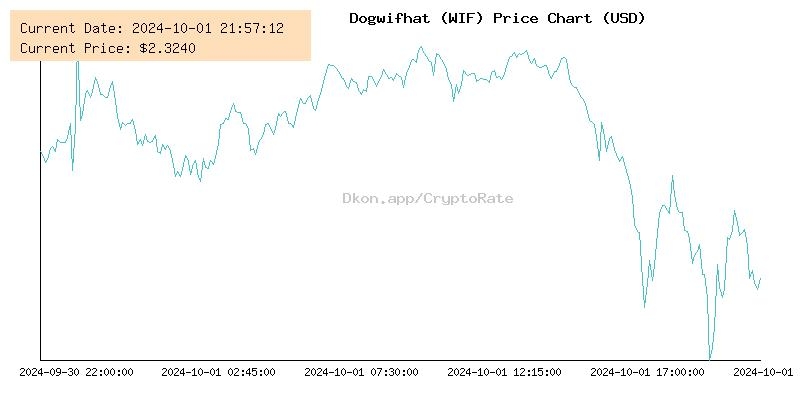 Dogwifhat (WIF) Price Chart (USD)
Current Date: 2024-10-01 21:57:12
Current Price: $2.3240
Dkon.app/CryptoRate
2024-09-30 22:00:00
2024-10-01 02:45:00
2024-10-01 07:30:00
2024-10-01 12:15:00
2024-10-01 17:00:00
2024-10-01